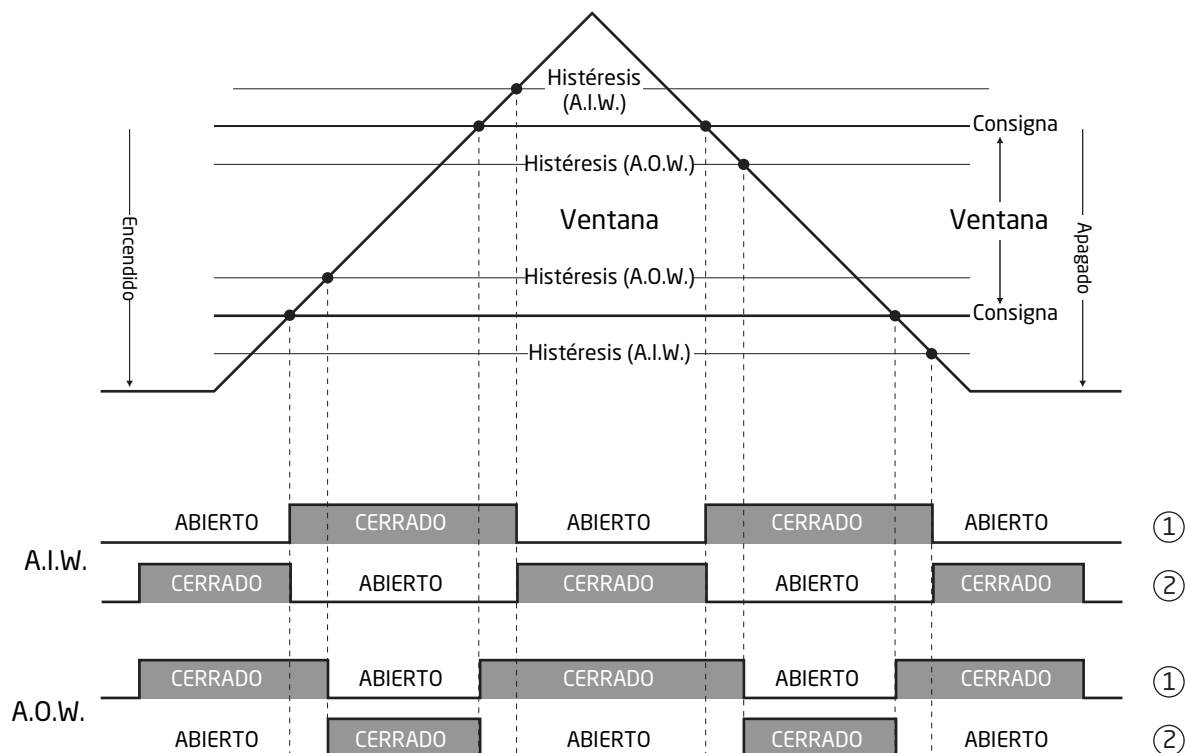 Histéresis
(A.I.W.)
Consigna
Histéresis (A.O.W.)
Encendido
Ventana
Ventana
Apagado
Histéresis (A.O.W.)
Consigna
Histéresis (A.I.W.)
ABIERTO CERRADO ABIERTO CERRADO ABIERTO ①
A.I.W.
CERRADO ABIERTO CERRADO ABIERTO CERRADO ②
CERRADO ABIERTO CERRADO ABIERTO CERRADO ①
A.O.W.
ABIERTO CERRADO ABIERTO CERRADO ABIERTO ②